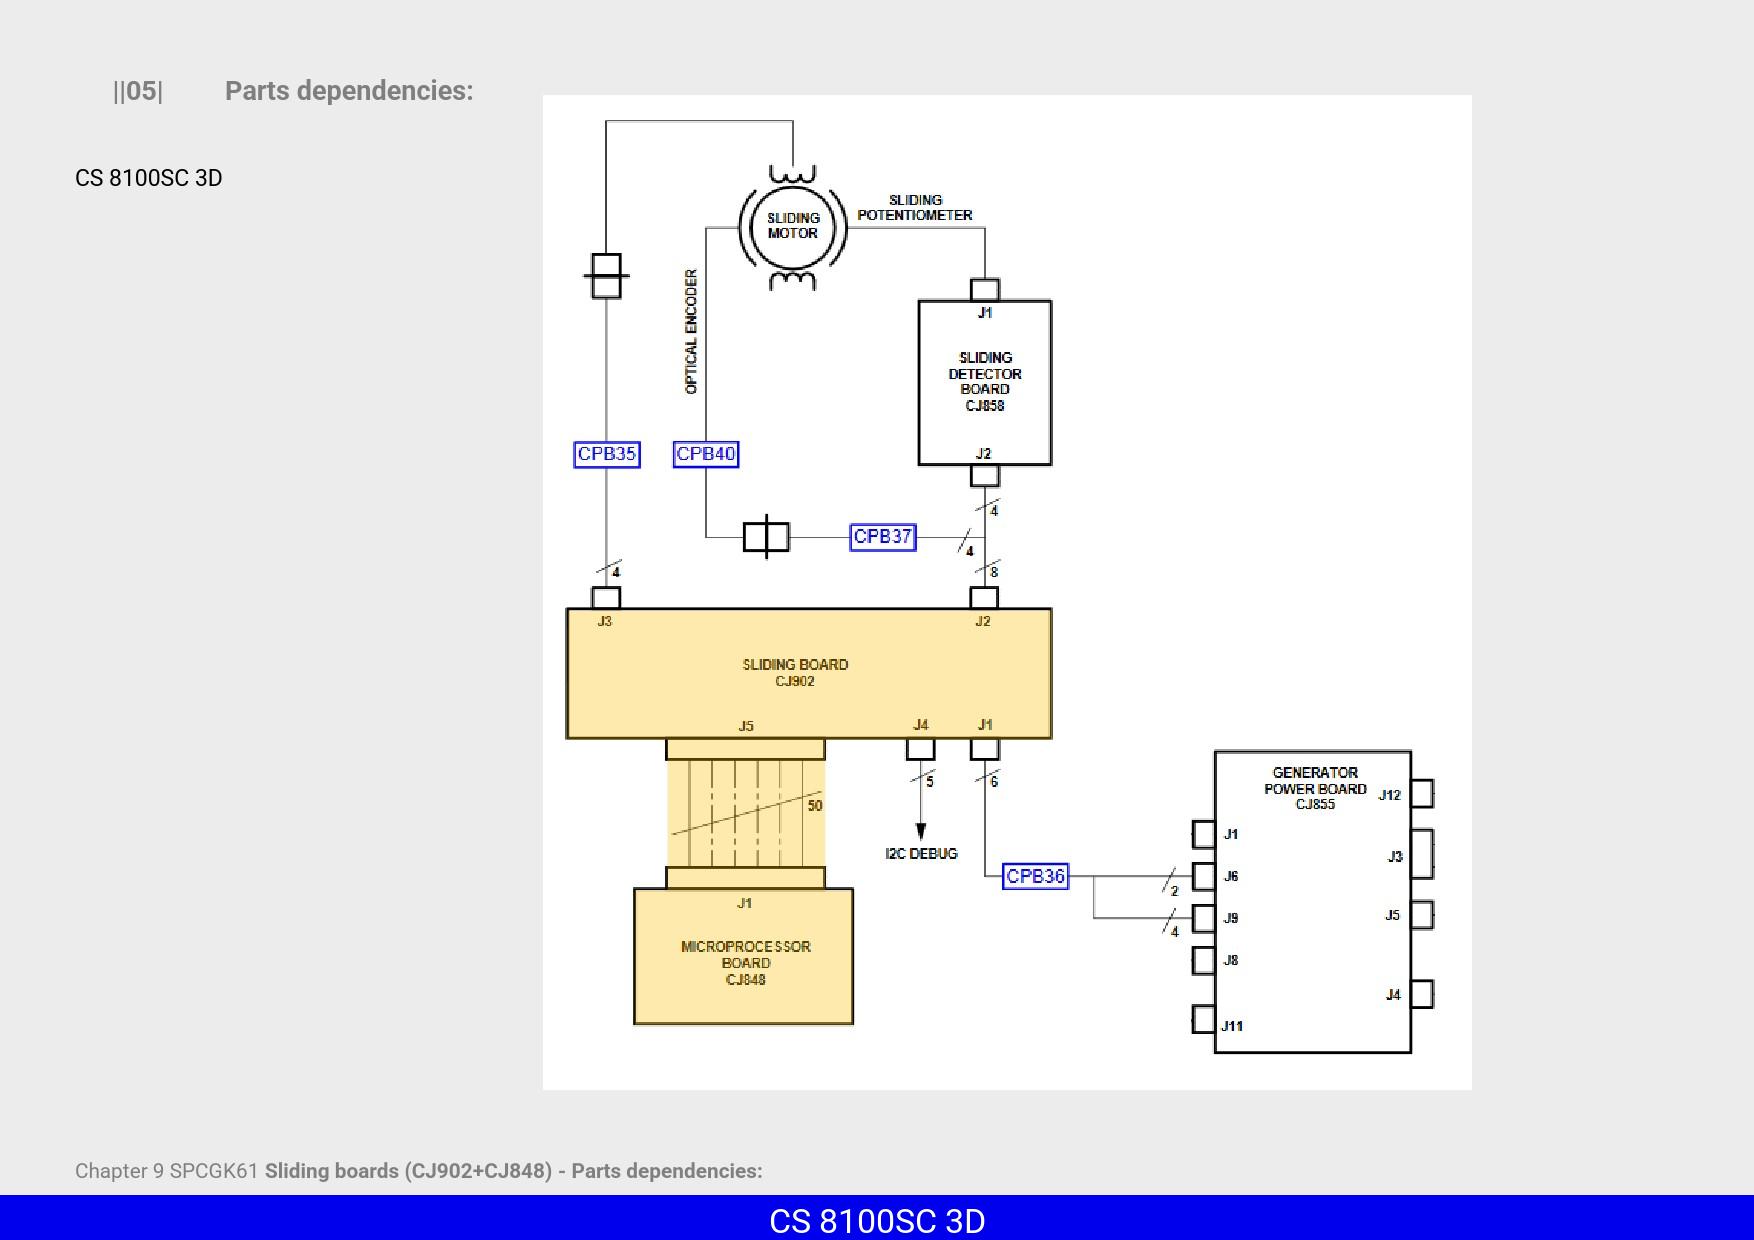 ||05| Parts dependencies:
CS 8100SC 3D
SLIDING
MOTOR
SLIDING
POTENTIOMETER
OPTICAL ENCODER
J1
SLIDING
DETECTOR
BOARD
CJ858
J2
CPB35
CPB40
4
CPB37
4
4
8
J3
J2
SLIDING BOARD
CJ902
J5
J4
J1
50
5
6
I2C DEBUG
J1
MICROPROCESSOR
BOARD
CJ848
CPB36
2
4
GENERATOR
POWER BOARD
CJ855
J12
J1
J3
J6
J5
J9
J8
J4
J11
Chapter 9 SPCGK61 Sliding boards (CJ902+CJ848) - Parts dependencies:
CS 8100SC 3D